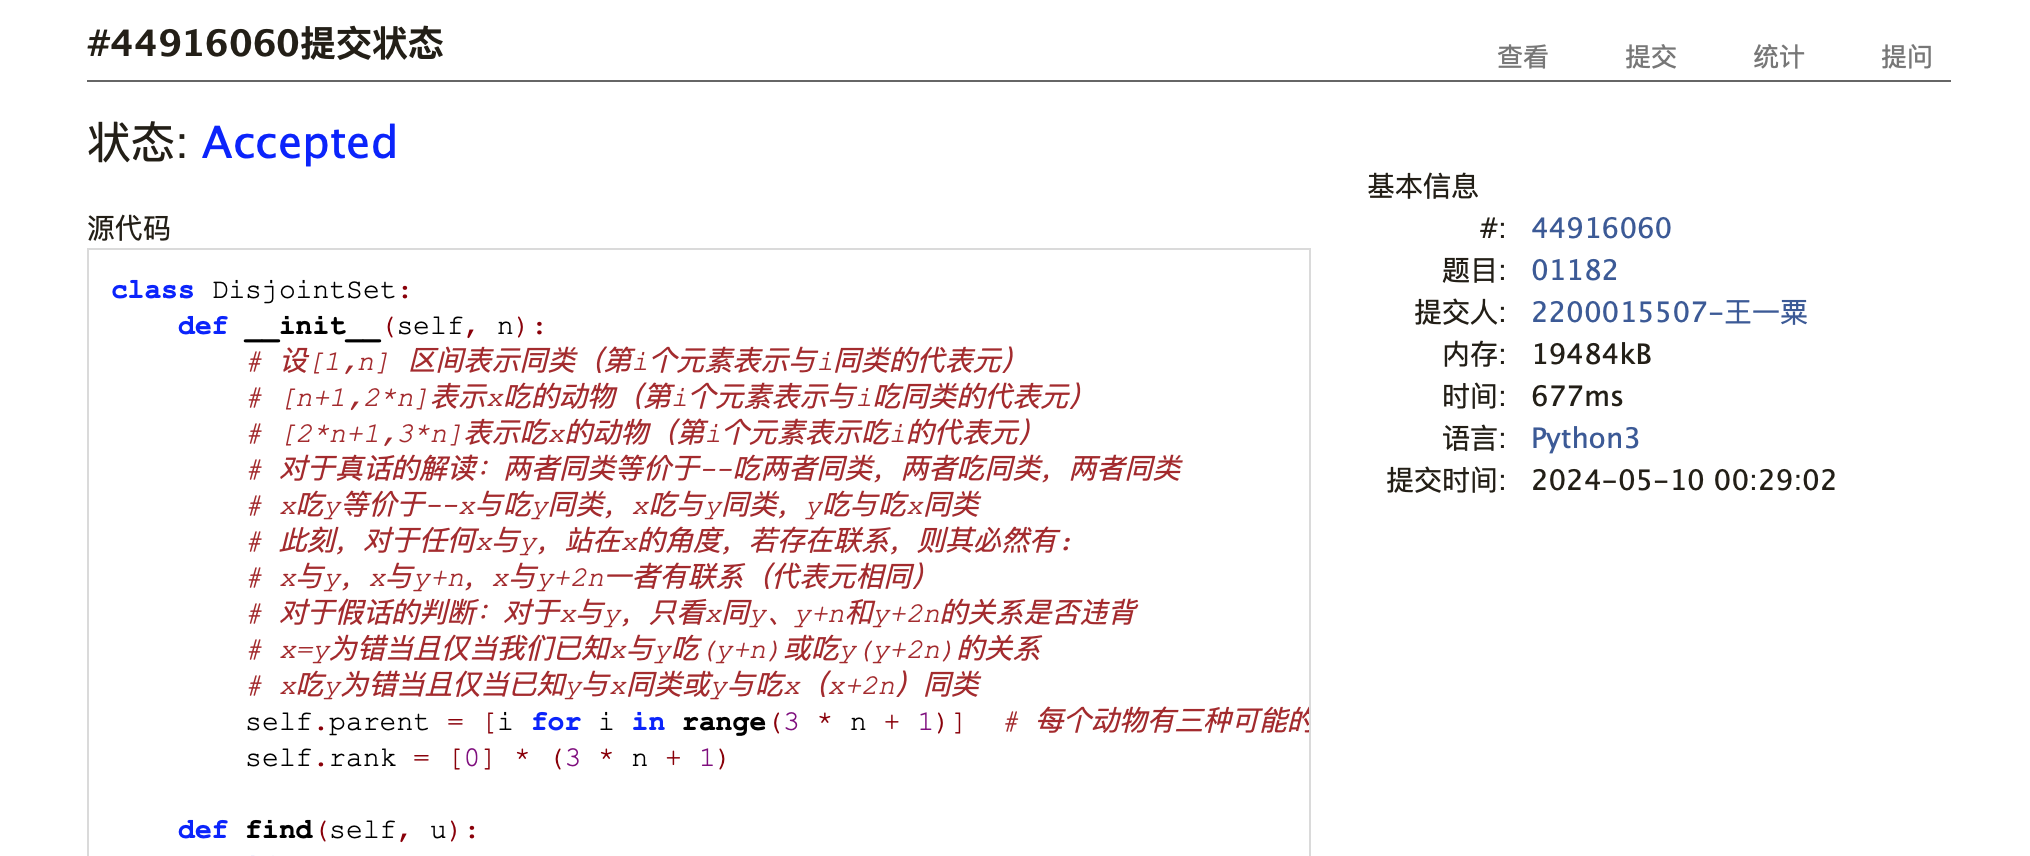 #44916060提交状态
查看 提交 统计 提问
状态: Accepted
源代码
class DisjointSet:
    def __init__(self, n):
        # 设[1,n] 区间表示同类（第i个元素表示与i同类的代表元）
        # [n+1,2*n]表示x吃的动物（第i个元素表示与i吃同类的代表元）
        # [2*n+1,3*n]表示吃x的动物（第i个元素表示吃i的代表元）
        # 对于真话的解读：两者同类等价于--吃两者同类，两者吃同类，两者同类
        # x吃y等价于--x与吃y同类，x吃与y同类，y吃与吃x同类
        # 此刻，对于任何x与y，站在x的角度，若存在联系，则其必然有：
        # x与y，x与y+n，x与y+2n一者有联系（代表元相同）
        # 对于假话的判断：对于x与y，只看x同y、y+n和y+2n的关系是否违背
        # x=y为错当且仅当我们已知x与y吃(y+n)或吃y(y+2n)的关系
        # x吃y为错当且仅当已知y与x同类或y与吃x（x+2n）同类
        self.parent = [i for i in range(3 * n + 1)]  # 每个动物有三种可能的
        self.rank = [0] * (3 * n + 1)
    def find(self, u):
基本信息
#: 44916060
题目: 01182
提交人: 2200015507-王一粟
内存: 19484kB
时间: 677ms
语言: Python3
提交时间: 2024-05-10 00:29:02